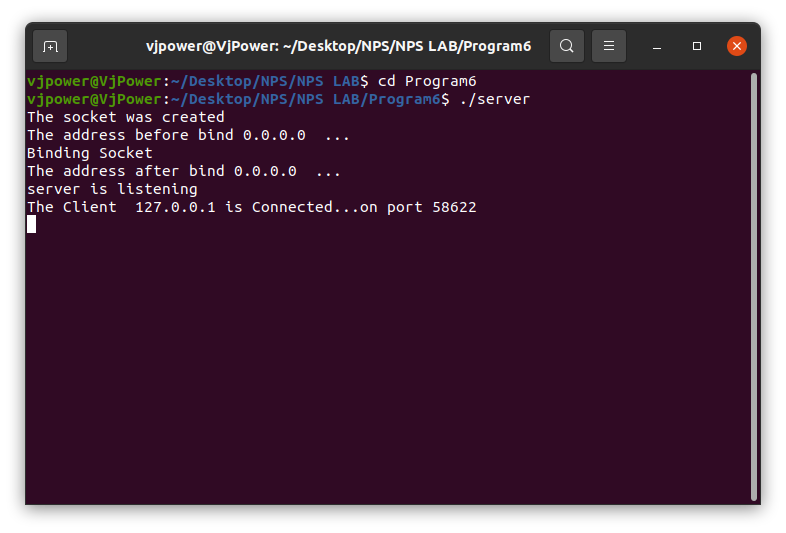 vjpower@VjPower: ~/Desktop/NPS/NPS LAB/Program6
vjpower@VjPower:~/Desktop/NPS/NPS LAB$ cd Program6
vjpower@VjPower:~/Desktop/NPS/NPS LAB/Program6$ ./server
The socket was created
The address before bind 0.0.0.0  ...
Binding Socket
The address after bind 0.0.0.0  ...
server is listening
The Client  127.0.0.1 is Connected...on port 58622